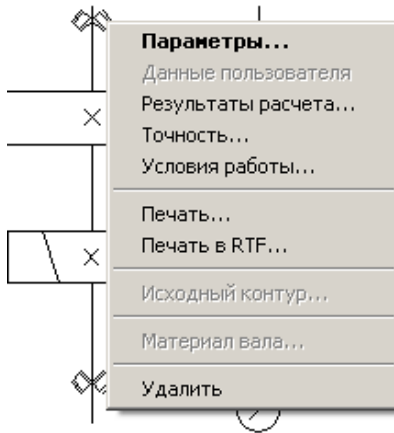 Параметры...
Данные пользователя
Результаты расчета...
Точность...
Условия работы...
Печать...
Печать в RTF...
Исходный контур...
Материал вала...
Удалить